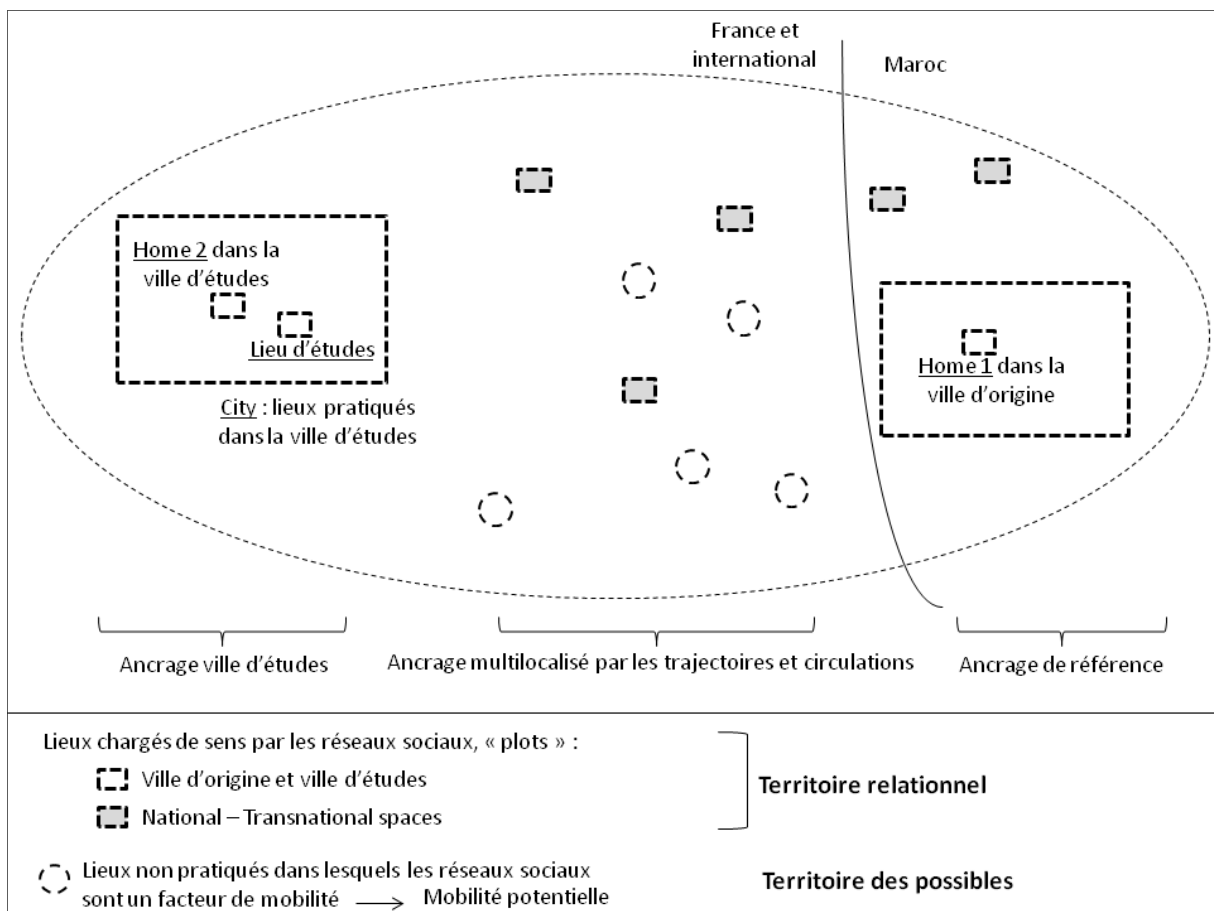 France et
international
Maroc
Home 2 dans la
ville d'études
Lieu d'études
City : lieux pratiqués
dans la ville d'études
Home 1 dans la
ville d'origine
Ancrage ville d'études
Ancrage multilocalisé par les trajectoires et circulations
Ancrage de référence
Lieux chargés de sens par les réseaux sociaux, « plots » :
Ville d'origine et ville d'études
National – Transnational spaces
Territoire relationnel
Lieux non pratiqués dans lesquels les réseaux sociaux
sont un facteur de mobilité → Mobilité potentielle
Territoire des possibles